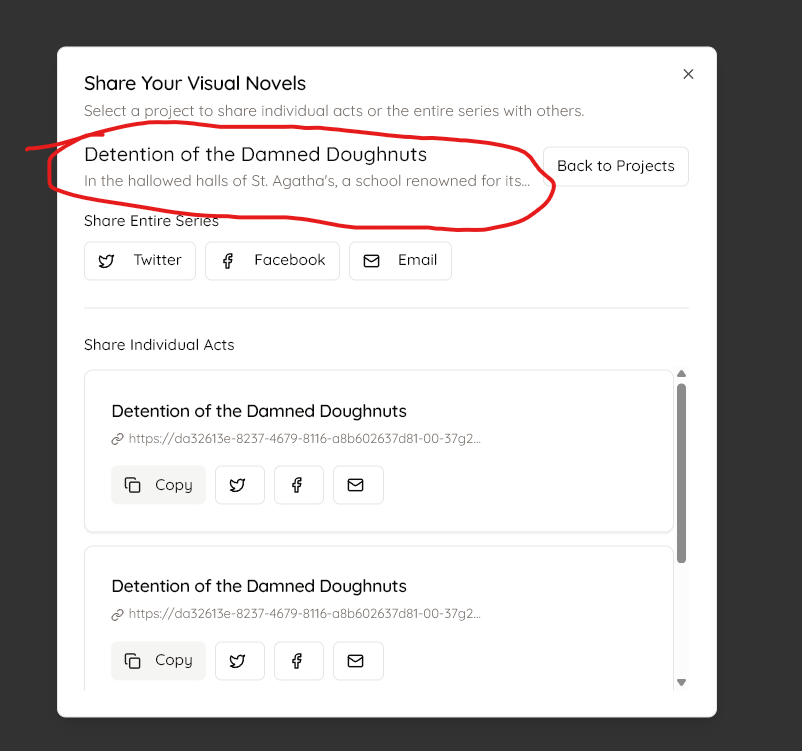 Share Your Visual Novels
Select a project to share individual acts or the entire series with others.
Detention of the Damned Doughnuts
In the hallowed halls of St. Agatha's, a school renowned for its...
Back to Projects
Share Entire Series
Twitter
Facebook
Email
Share Individual Acts
Detention of the Damned Doughnuts
https://da32613e-8237-4679-8116-a8b602637d81-00-37g2...
Copy
Detention of the Damned Doughnuts
https://da32613e-8237-4679-8116-a8b602637d81-00-37g2...
Copy